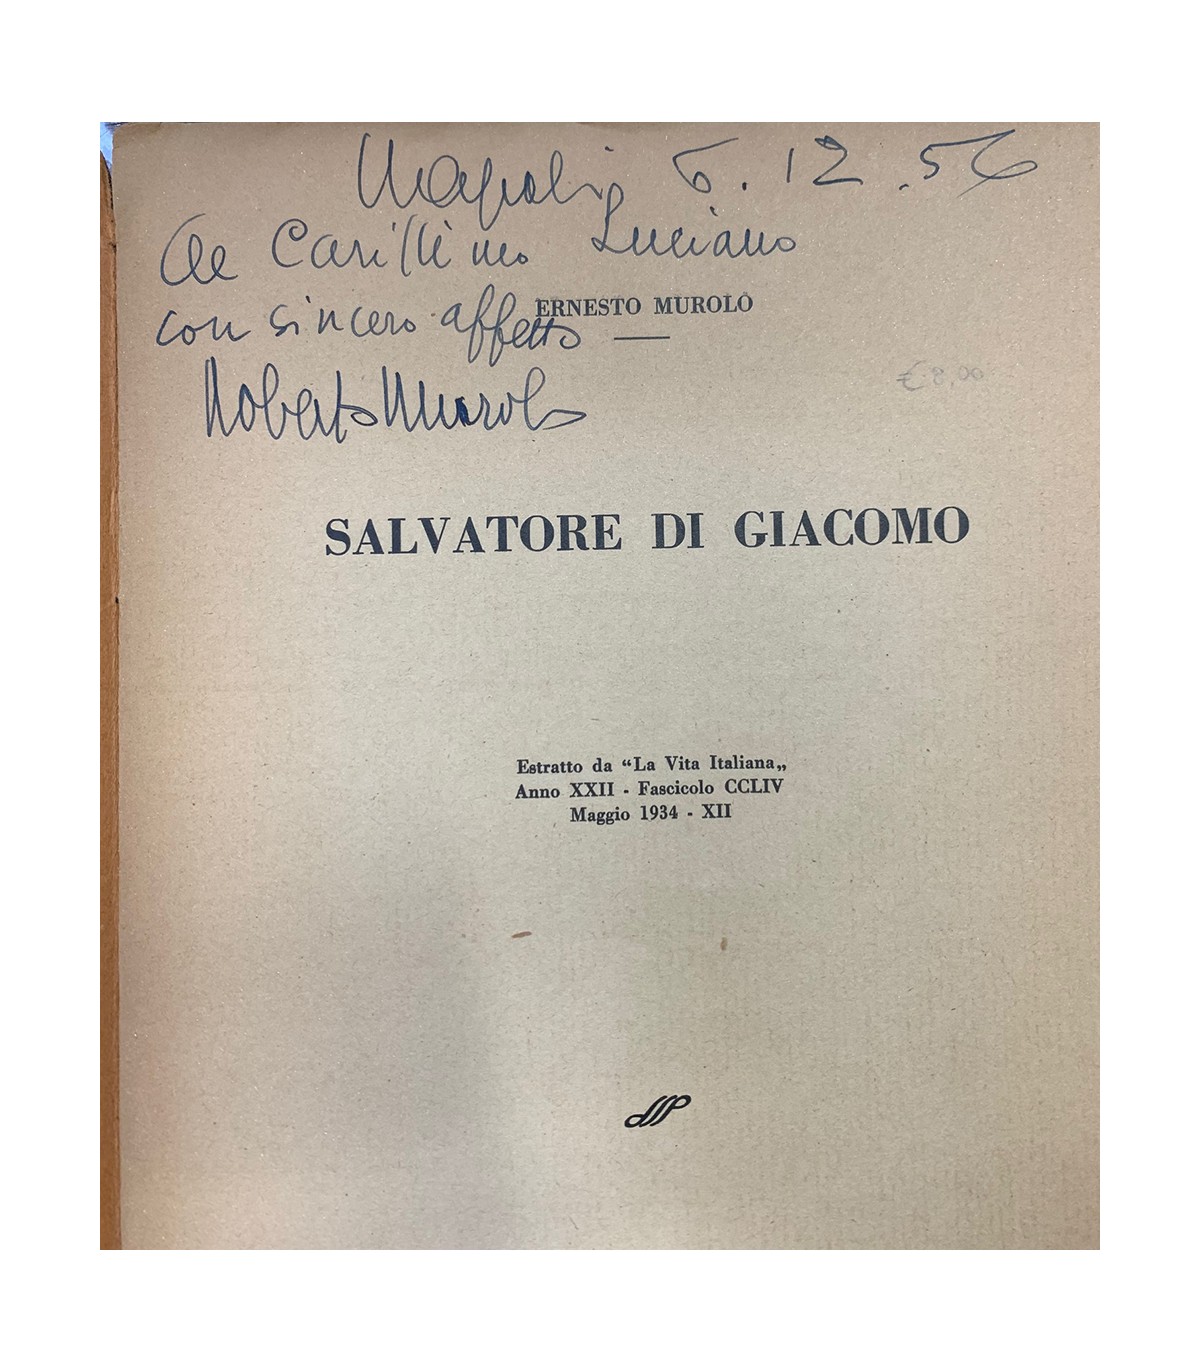 Napoli 6.12.56
Al Carissimo Luciano
ERNESTO MUROLO
con sincero affetto —
€ 8,00
Roberto Murolo
SALVATORE DI GIACOMO
Estratto da “La Vita Italiana„
Anno XXII - Fascicolo CCLIV
Maggio 1934 - XII